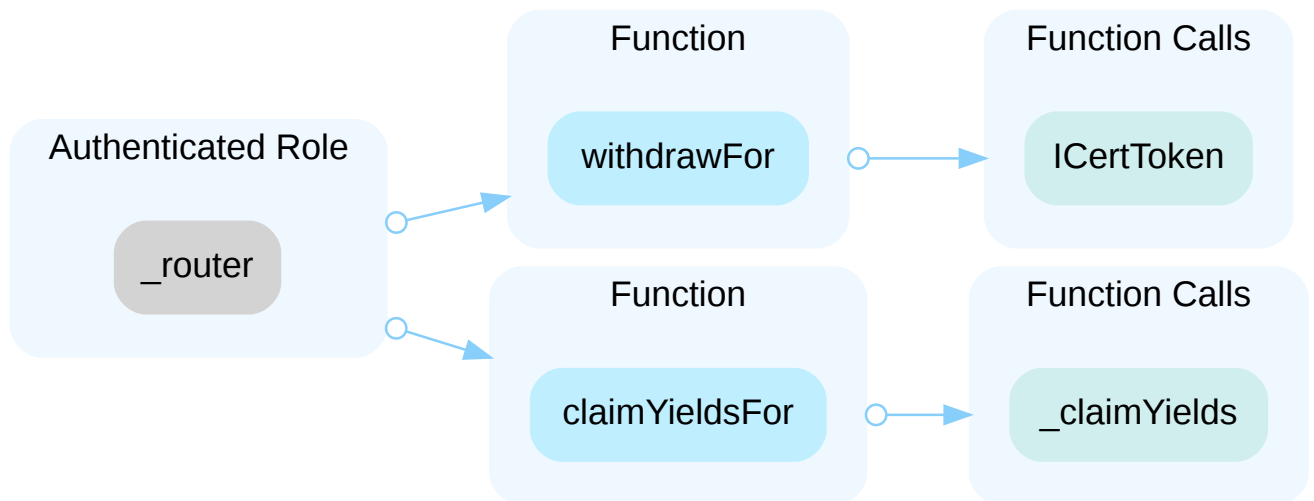 Authenticated Role
_router
Function
withdrawFor
Function Calls
ICertToken
Function
claimYieldsFor
Function Calls
_claimYields